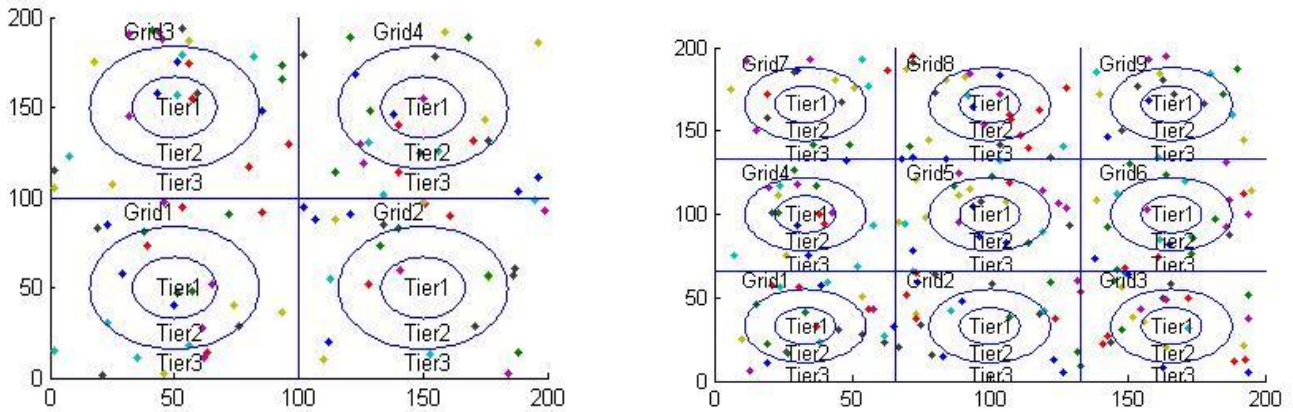 200
150
100
50
0
0
50
100
150
200
Grid3
Grid4
Tier1
Tier1
Tier2
Tier2
Tier3
Tier3
Grid1
Grid2
Tier1
Tier1
Tier2
Tier2
Tier3
Tier3
200
150
100
50
0
0
50
100
150
200
Grid7
Grid8
Grid9
Tier1
Tier1
Tier1
Tier2
Tier2
Tier2
Tier3
Tier3
Tier3
Grid4
Grid5
Grid6
Tier1
Tier1
Tier1
Tier2
Tier2
Tier2
Tier3
Tier3
Tier3
Grid1
Grid2
Grid3
Tier1
Tier1
Tier1
Tier2
Tier2
Tier2
Tier3
Tier3
Tier3